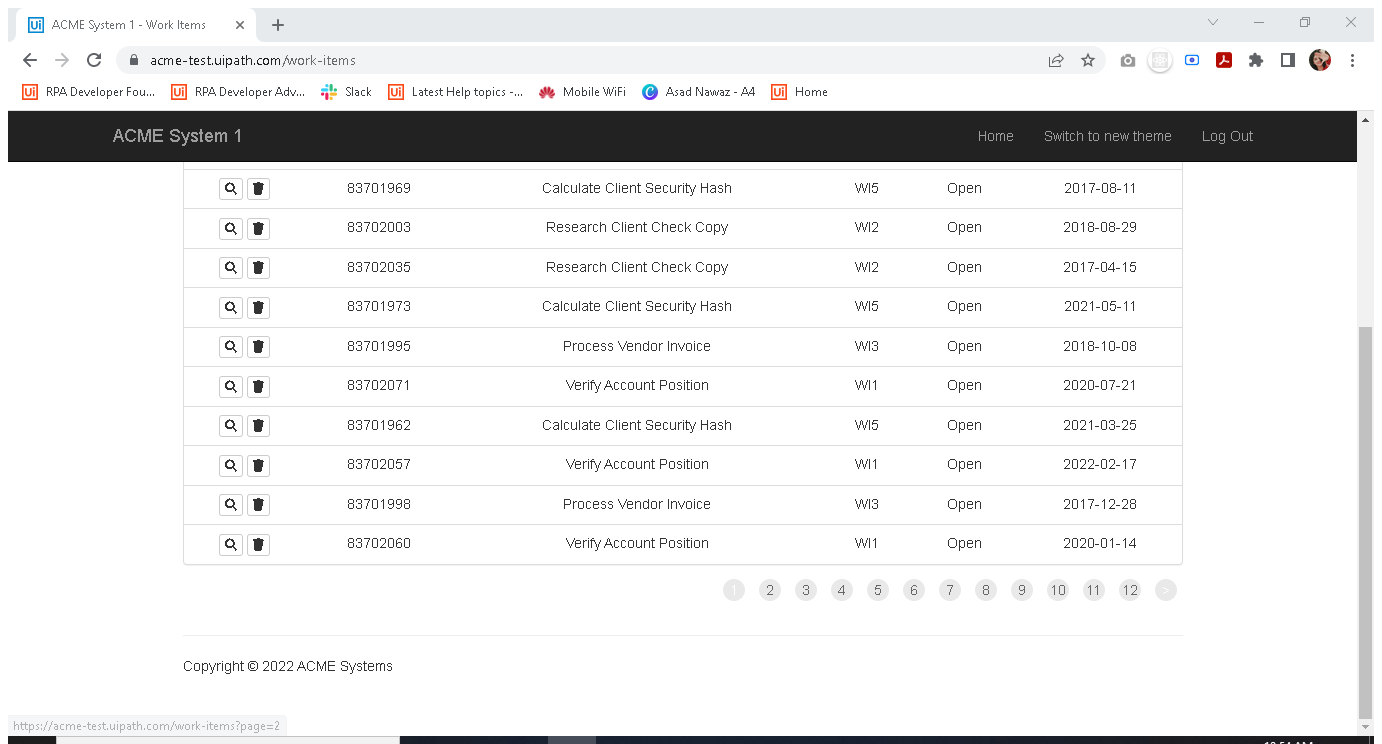 Ui ACME System 1 - Work Items
acme-test.uipath.com/work-items
Ui RPA Developer Fou... Ui RPA Developer Adv... Slack Ui Latest Help topics -... Mobile WiFi Asad Nawaz - A4 Ui Home
ACME System 1 Home Switch to new theme Log Out
83701969 Calculate Client Security Hash WI5 Open 2017-08-11
83702003 Research Client Check Copy WI2 Open 2018-08-29
83702035 Research Client Check Copy WI2 Open 2017-04-15
83701973 Calculate Client Security Hash WI5 Open 2021-05-11
83701995 Process Vendor Invoice WI3 Open 2018-10-08
83702071 Verify Account Position WI1 Open 2020-07-21
83701962 Calculate Client Security Hash WI5 Open 2021-03-25
83702057 Verify Account Position WI1 Open 2022-02-17
83701998 Process Vendor Invoice WI3 Open 2017-12-28
83702060 Verify Account Position WI1 Open 2020-01-14
1 2 3 4 5 6 7 8 9 10 11 12 >
Copyright © 2022 ACME Systems
https://acme-test.uipath.com/work-items?page=2